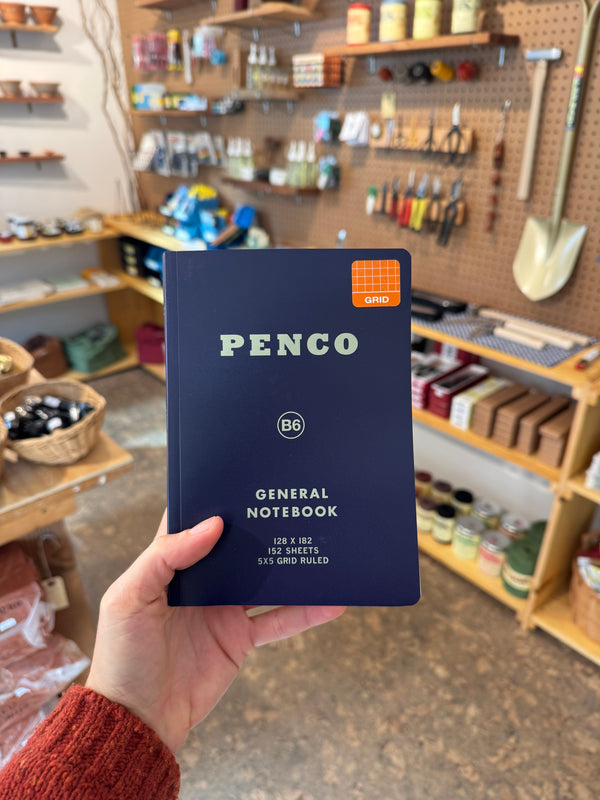 GRID
PENCO
B6
GENERAL
NOTEBOOK
128 X 182
152 SHEETS
5X5 GRID RULED